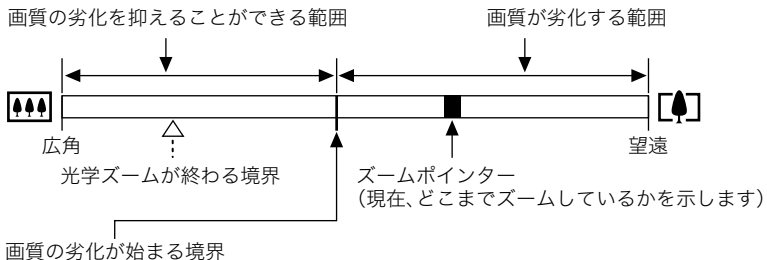 画質の劣化を抑えることができる範囲
画質が劣化する範囲
広角
望遠
光学ズームが終わる境界
ズームポインター
（現在、どこまでズームしているかを示します）
画質の劣化が始まる境界